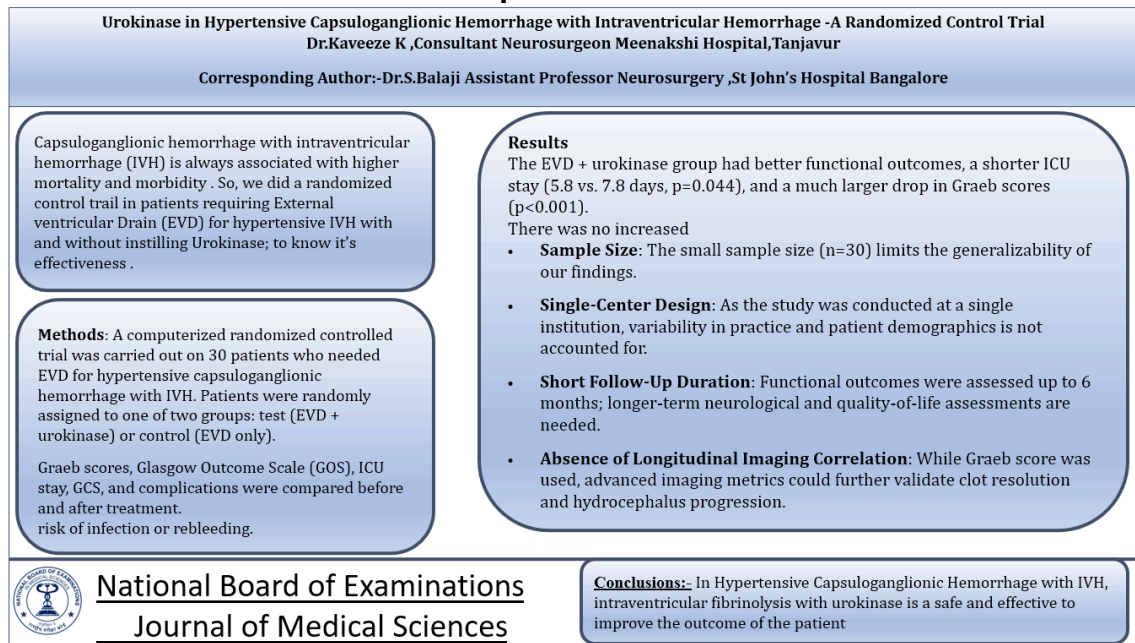 Urokinase in Hypertensive Capsuloganglionic Hemorrhage with Intraventricular Hemorrhage -A Randomized Control Trial
Dr.Kaveeze K ,Consultant Neurosurgeon Meenakshi Hospital,Tanjavur
Corresponding Author:-Dr.S.Balaji Assistant Professor Neurosurgery ,St John's Hospital Bangalore
Capsuloganglionic hemorrhage with intraventricular
hemorrhage (IVH) is always associated with higher
mortality and morbidity . So, we did a randomized
control trail in patients requiring External
ventricular Drain (EVD) for hypertensive IVH with
and without instilling Urokinase; to know it's
effectiveness .
Methods: A computerized randomized controlled
trial was carried out on 30 patients who needed
EVD for hypertensive capsuloganglionic
hemorrhage with IVH. Patients were randomly
assigned to one of two groups: test (EVD +
urokinase) or control (EVD only).
Graeb scores, Glasgow Outcome Scale (GOS), ICU
stay, GCS, and complications were compared before
and after treatment.
risk of infection or rebleeding.
Results
The EVD + urokinase group had better functional outcomes, a shorter ICU
stay (5.8 vs. 7.8 days, p=0.044), and a much larger drop in Graeb scores
(p<0.001).
There was no increased
• Sample Size: The small sample size (n=30) limits the generalizability of
our findings.
• Single-Center Design: As the study was conducted at a single
institution, variability in practice and patient demographics is not
accounted for.
• Short Follow-Up Duration: Functional outcomes were assessed up to 6
months; longer-term neurological and quality-of-life assessments are
needed.
• Absence of Longitudinal Imaging Correlation: While Graeb score was
used, advanced imaging metrics could further validate clot resolution
and hydrocephalus progression.
National Board of Examinations
Journal of Medical Sciences
Conclusions:- In Hypertensive Capsuloganglionic Hemorrhage with IVH,
intraventricular fibrinolysis with urokinase is a safe and effective to
improve the outcome of the patient